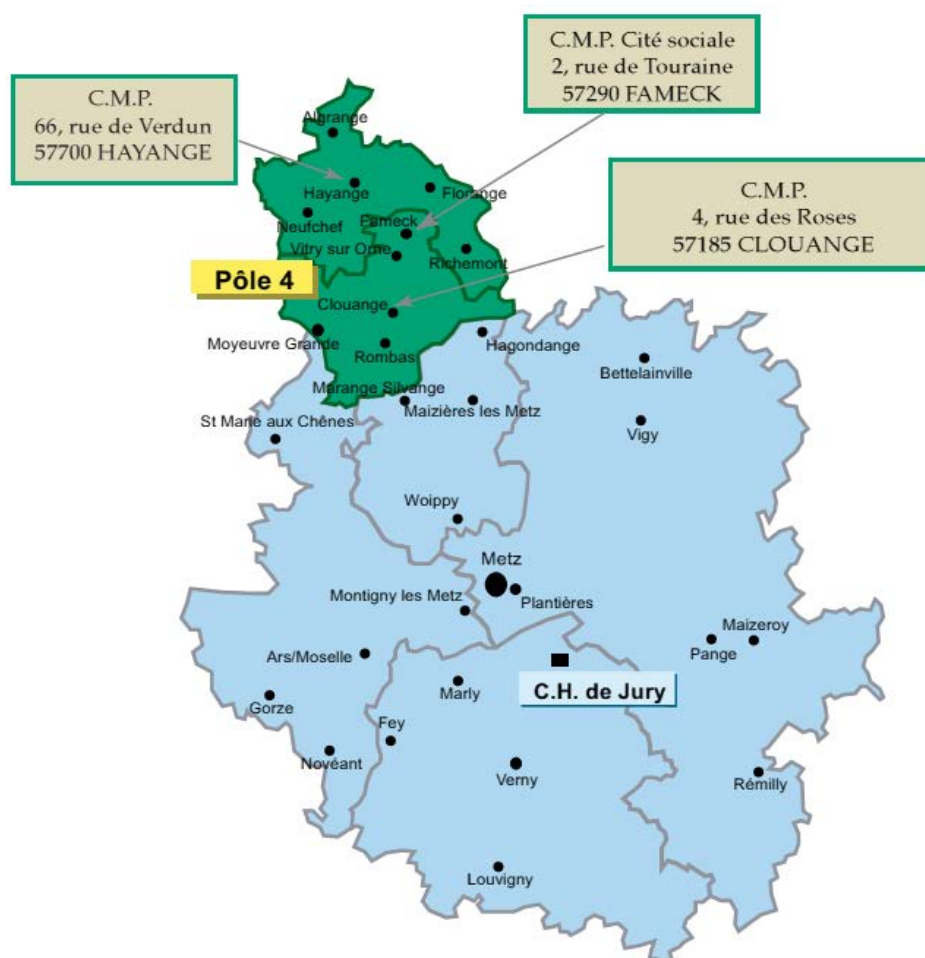 C.M.P. Cité sociale
2, rue de Touraine
57290 FAMECK
C.M.P.
66, rue de Verdun
57700 HAYANGE
Algrange
Hayange
Florange
C.M.P.
4, rue des Roses
57185 CLOUANGE
Neufchef
Fameck
Vitry sur Orne
Richemont
Pôle 4
Clouange
Moyeuvre Grande
Rombas
Hagondange
Bettelainville
Marange Silvange
Maizières les Metz
St Marie aux Chênes
Vigy
Woippy
Metz
Montigny les Metz
Plantières
Maizeroy
Pange
Ars/Moselle
Marly
C.H. de Jury
Gorze
Fey
Novéant
Verny
Rémilly
Louvigny